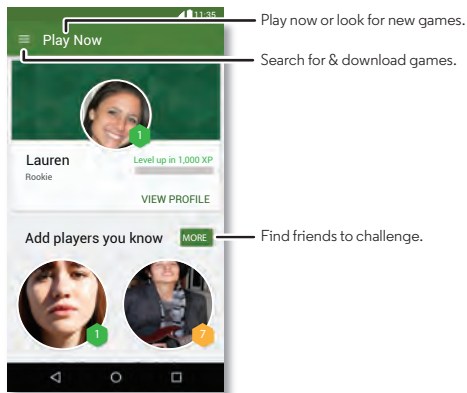 11:35
Play now or look for new games.
Play Now
Search for & download games.
1
Lauren
Level up in 1,000 XP
Rookie
VIEW PROFILE
Add players you know
MORE
Find friends to challenge.
1
7